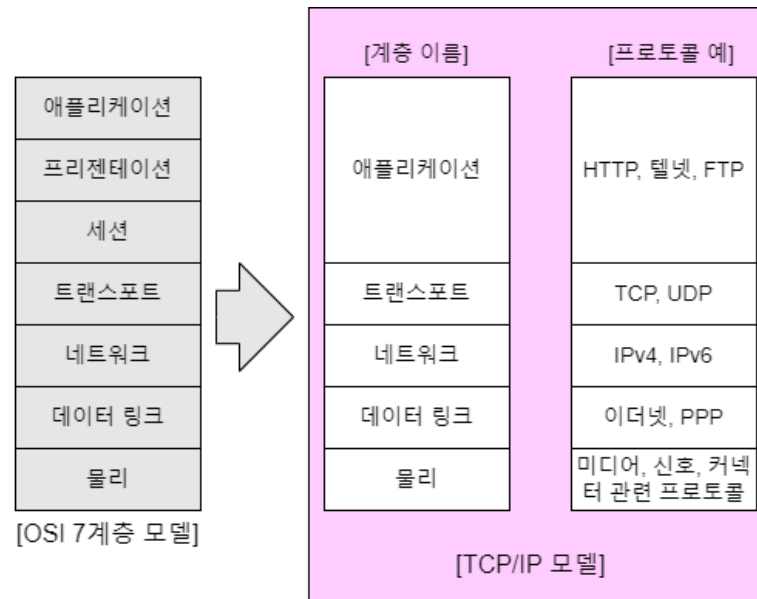 [계층 이름]
[프로토콜 예]
애플리케이션
프리젠테이션
세션
트랜스포트
네트워크
데이터 링크
물리
[OSI 7계층 모델]
애플리케이션
트랜스포트
네트워크
데이터 링크
물리
HTTP, 텔넷, FTP
TCP, UDP
IPv4, IPv6
이더넷, PPP
미디어, 신호, 커넥
터 관련 프로토콜
[TCP/IP 모델]